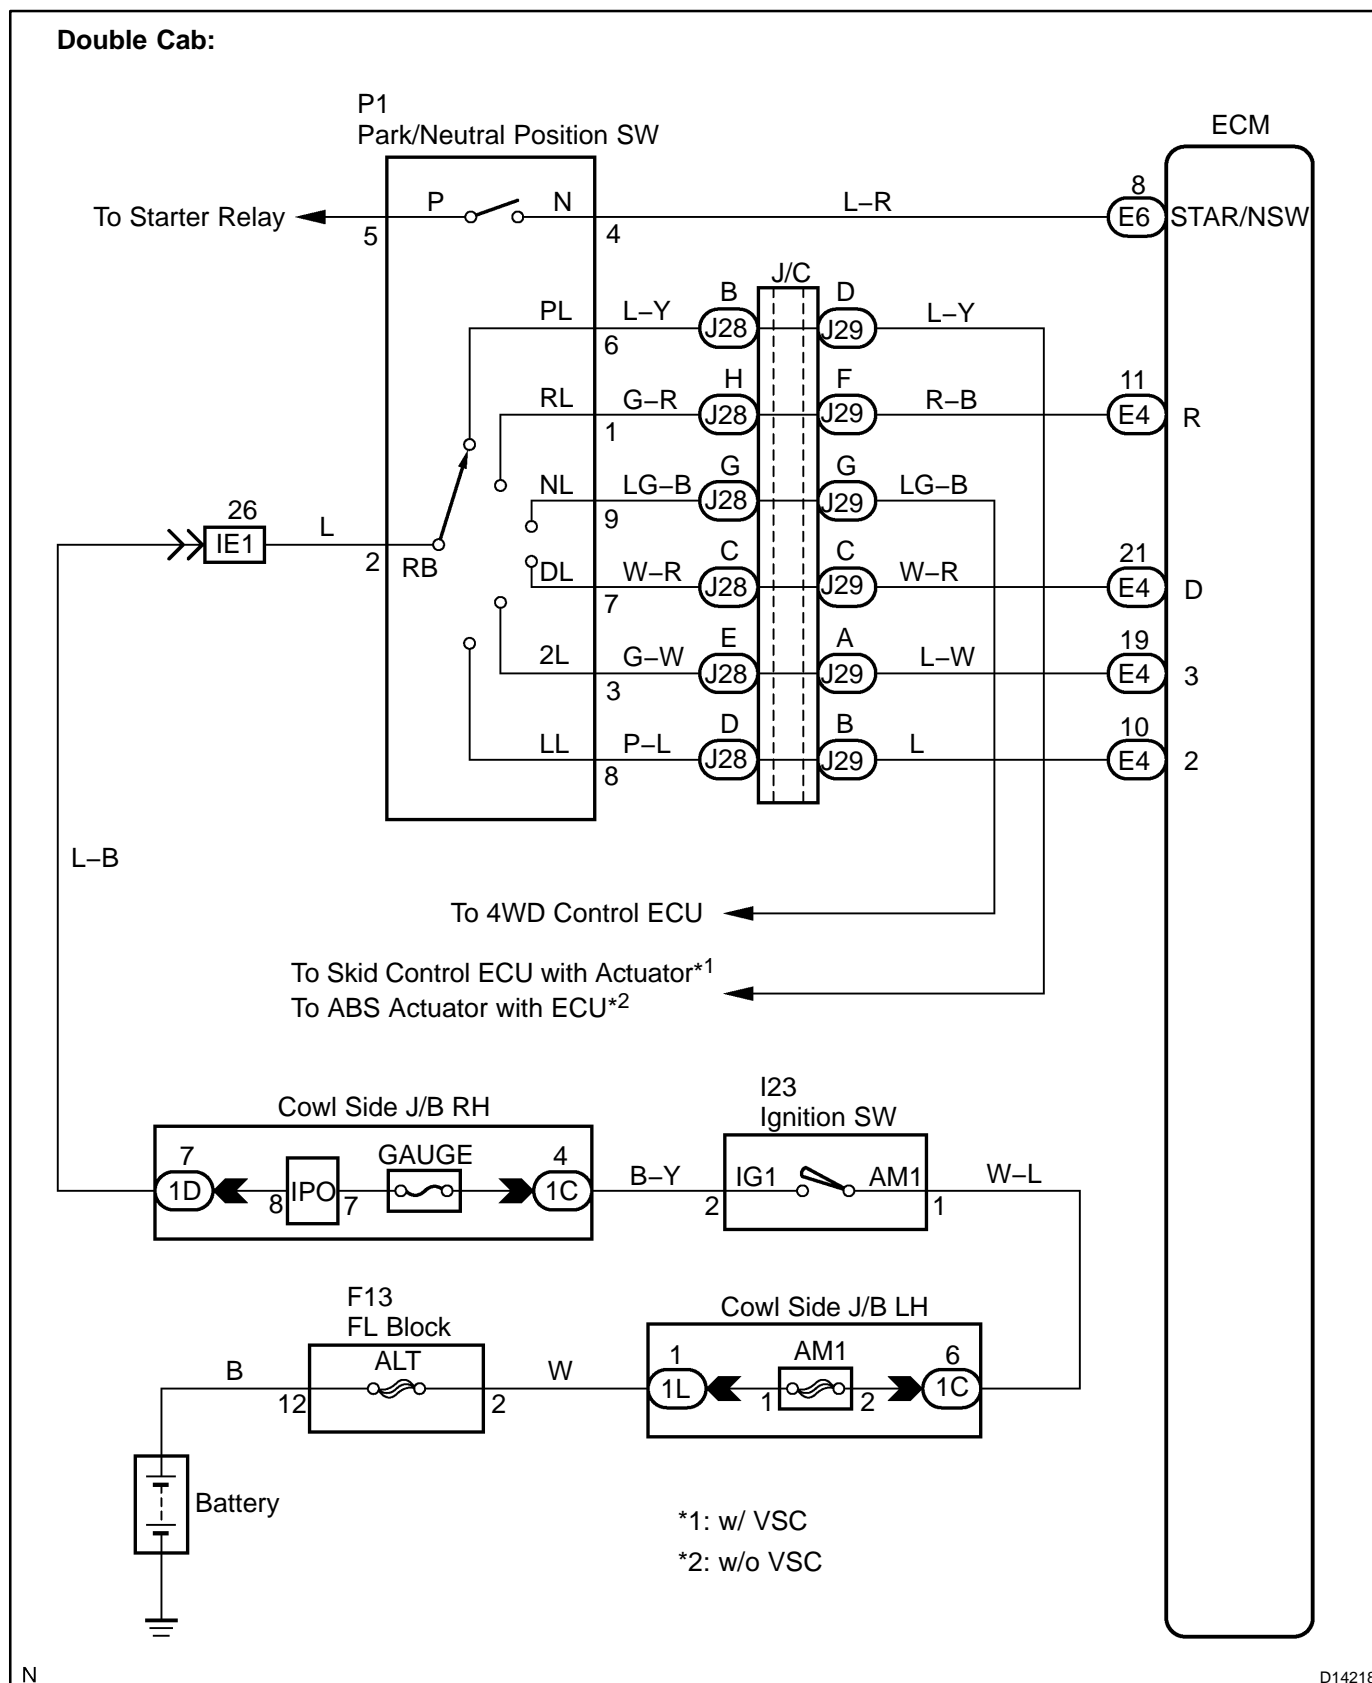 Double Cab:
P1
Park/Neutral Position SW
ECM
To Starter Relay
P
N
5
4
L–R
8
E6
STAR/NSW
J/C
PL
L–Y
6
B
J28
D
J29
L–Y
RL
G–R
1
H
J28
F
J29
R–B
11
E4
R
NL
LG–B
9
G
J28
G
J29
LG–B
26
IE1
L
2
RB
DL
W–R
7
C
J28
C
J29
W–R
21
E4
D
2L
G–W
3
E
J28
A
J29
L–W
19
E4
3
LL
P–L
8
D
J28
B
J29
L
10
E4
2
L–B
To 4WD Control ECU
To Skid Control ECU with Actuator*1
To ABS Actuator with ECU*2
Cowl Side J/B RH
7
1D
8
IPO
7
GAUGE
4
1C
B–Y
I23
Ignition SW
2
IG1
AM1
1
W–L
F13
FL Block
B
12
ALT
2
W
Cowl Side J/B LH
1
1L
1
AM1
2
6
1C
Battery
*1: w/ VSC
*2: w/o VSC
N
D14218